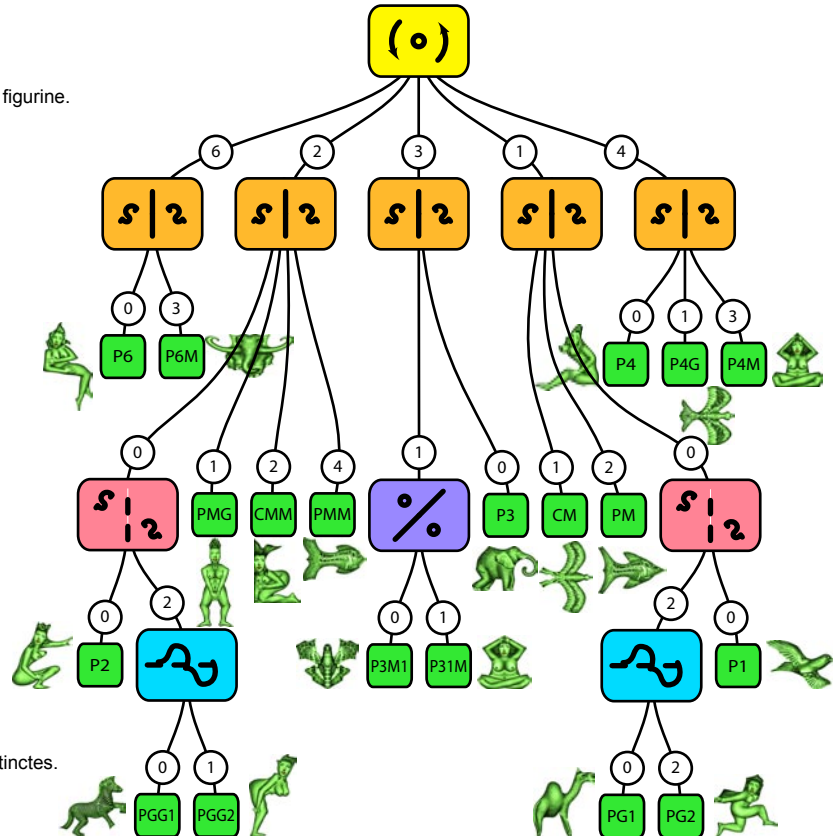 figurine.
6 2 3 1 4
0 3 0 1 3
P6 P6M P4 P4G P4M
0 1 2 4 1 0 1 2 0
PMG CMM PMM P3 CM PM
0 2 0 1 2 0
P2 P3M1 P31M P1
tinctes.
0 1 0 2
PGG1 PGG2 PG1 PG2